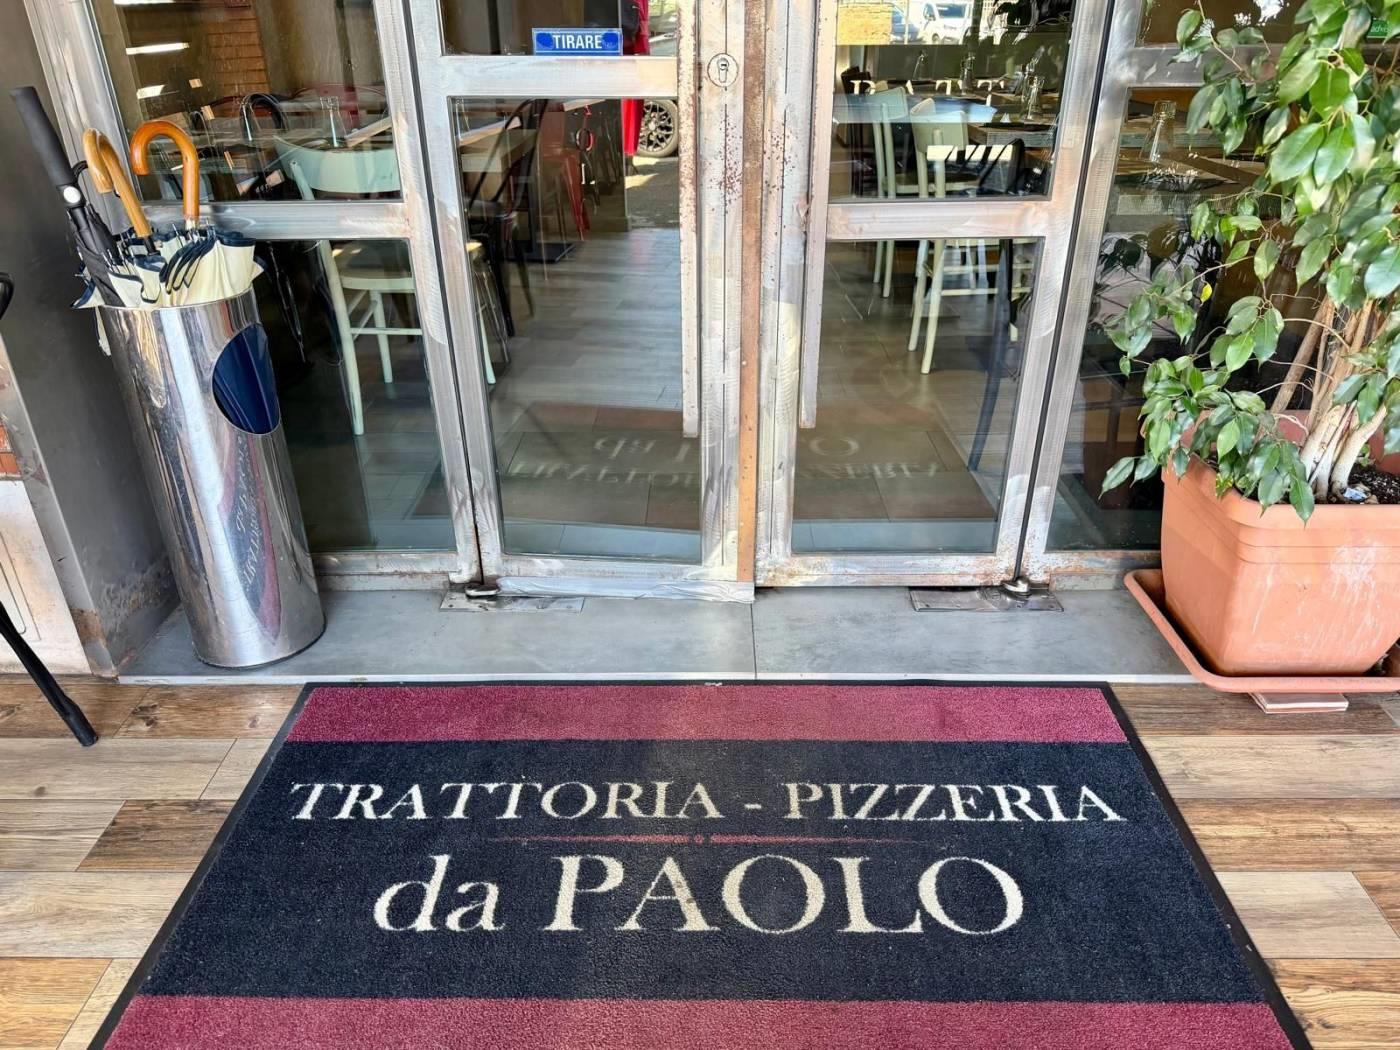 TIRARE
TRATTORIA - PIZZERIA
da PAOLO